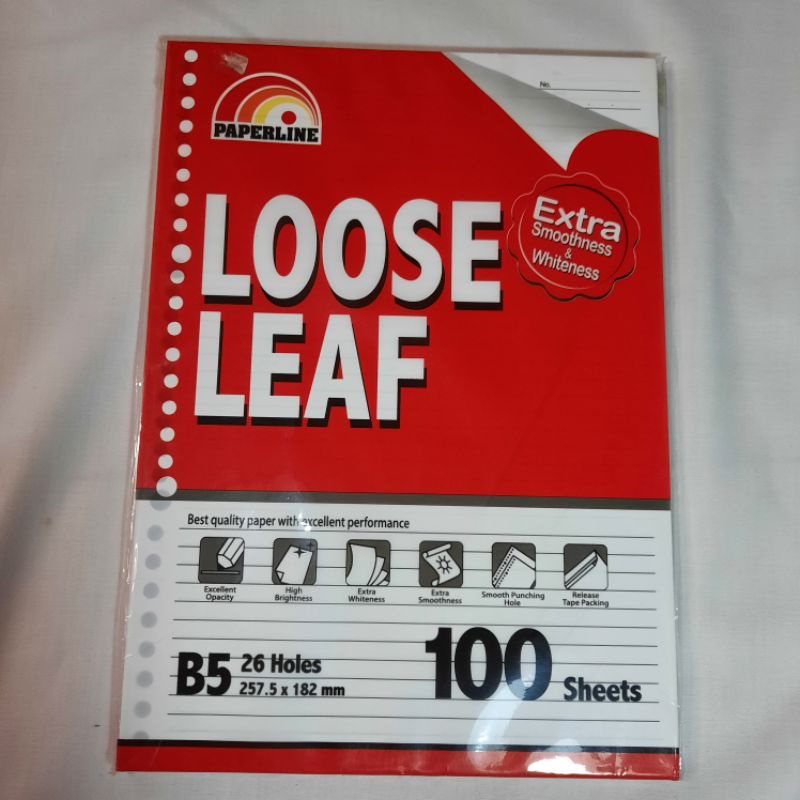 No.
PAPERLINE
LOOSE
LEAF
Extra
Smoothness
&
Whiteness
Best quality paper with excellent performance
Excellent
Opacity
High
Brightness
Extra
Whiteness
Extra
Smoothness
Smooth Punching
Hole
Release
Tape Packing
B5 26 Holes
257.5 x 182 mm
100 Sheets